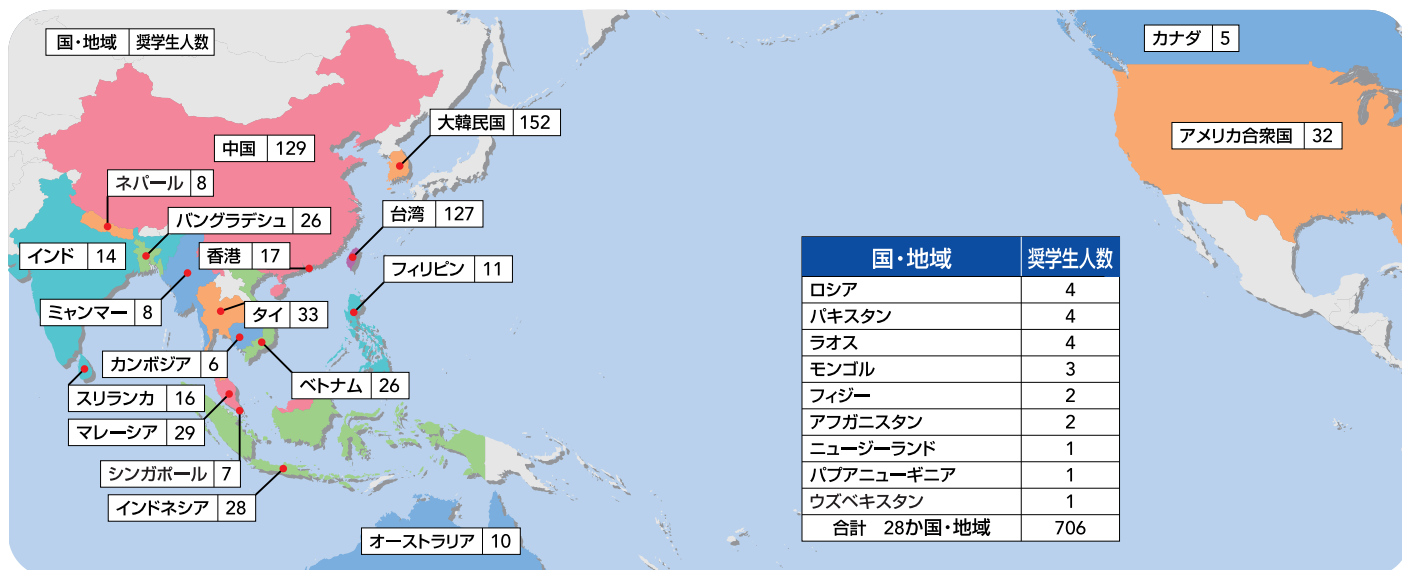 国・地域 奨学生人数
カナダ 5
大韓民国 152
アメリカ合衆国 32
中国 129
ネパール 8
バングラデシュ 26
台湾 127
インド 14
香港 17
フィリピン 11
ミャンマー 8
タイ 33
カンボジア 6
ベトナム 26
スリランカ 16
マレーシア 29
シンガポール 7
インドネシア 28
オーストラリア 10
国・地域 奨学生人数
ロシア 4
パキスタン 4
ラオス 4
モンゴル 3
フィジー 2
アフガニスタン 2
ニュージーランド 1
パプアニューギニア 1
ウズベキスタン 1
合計 28か国・地域 706